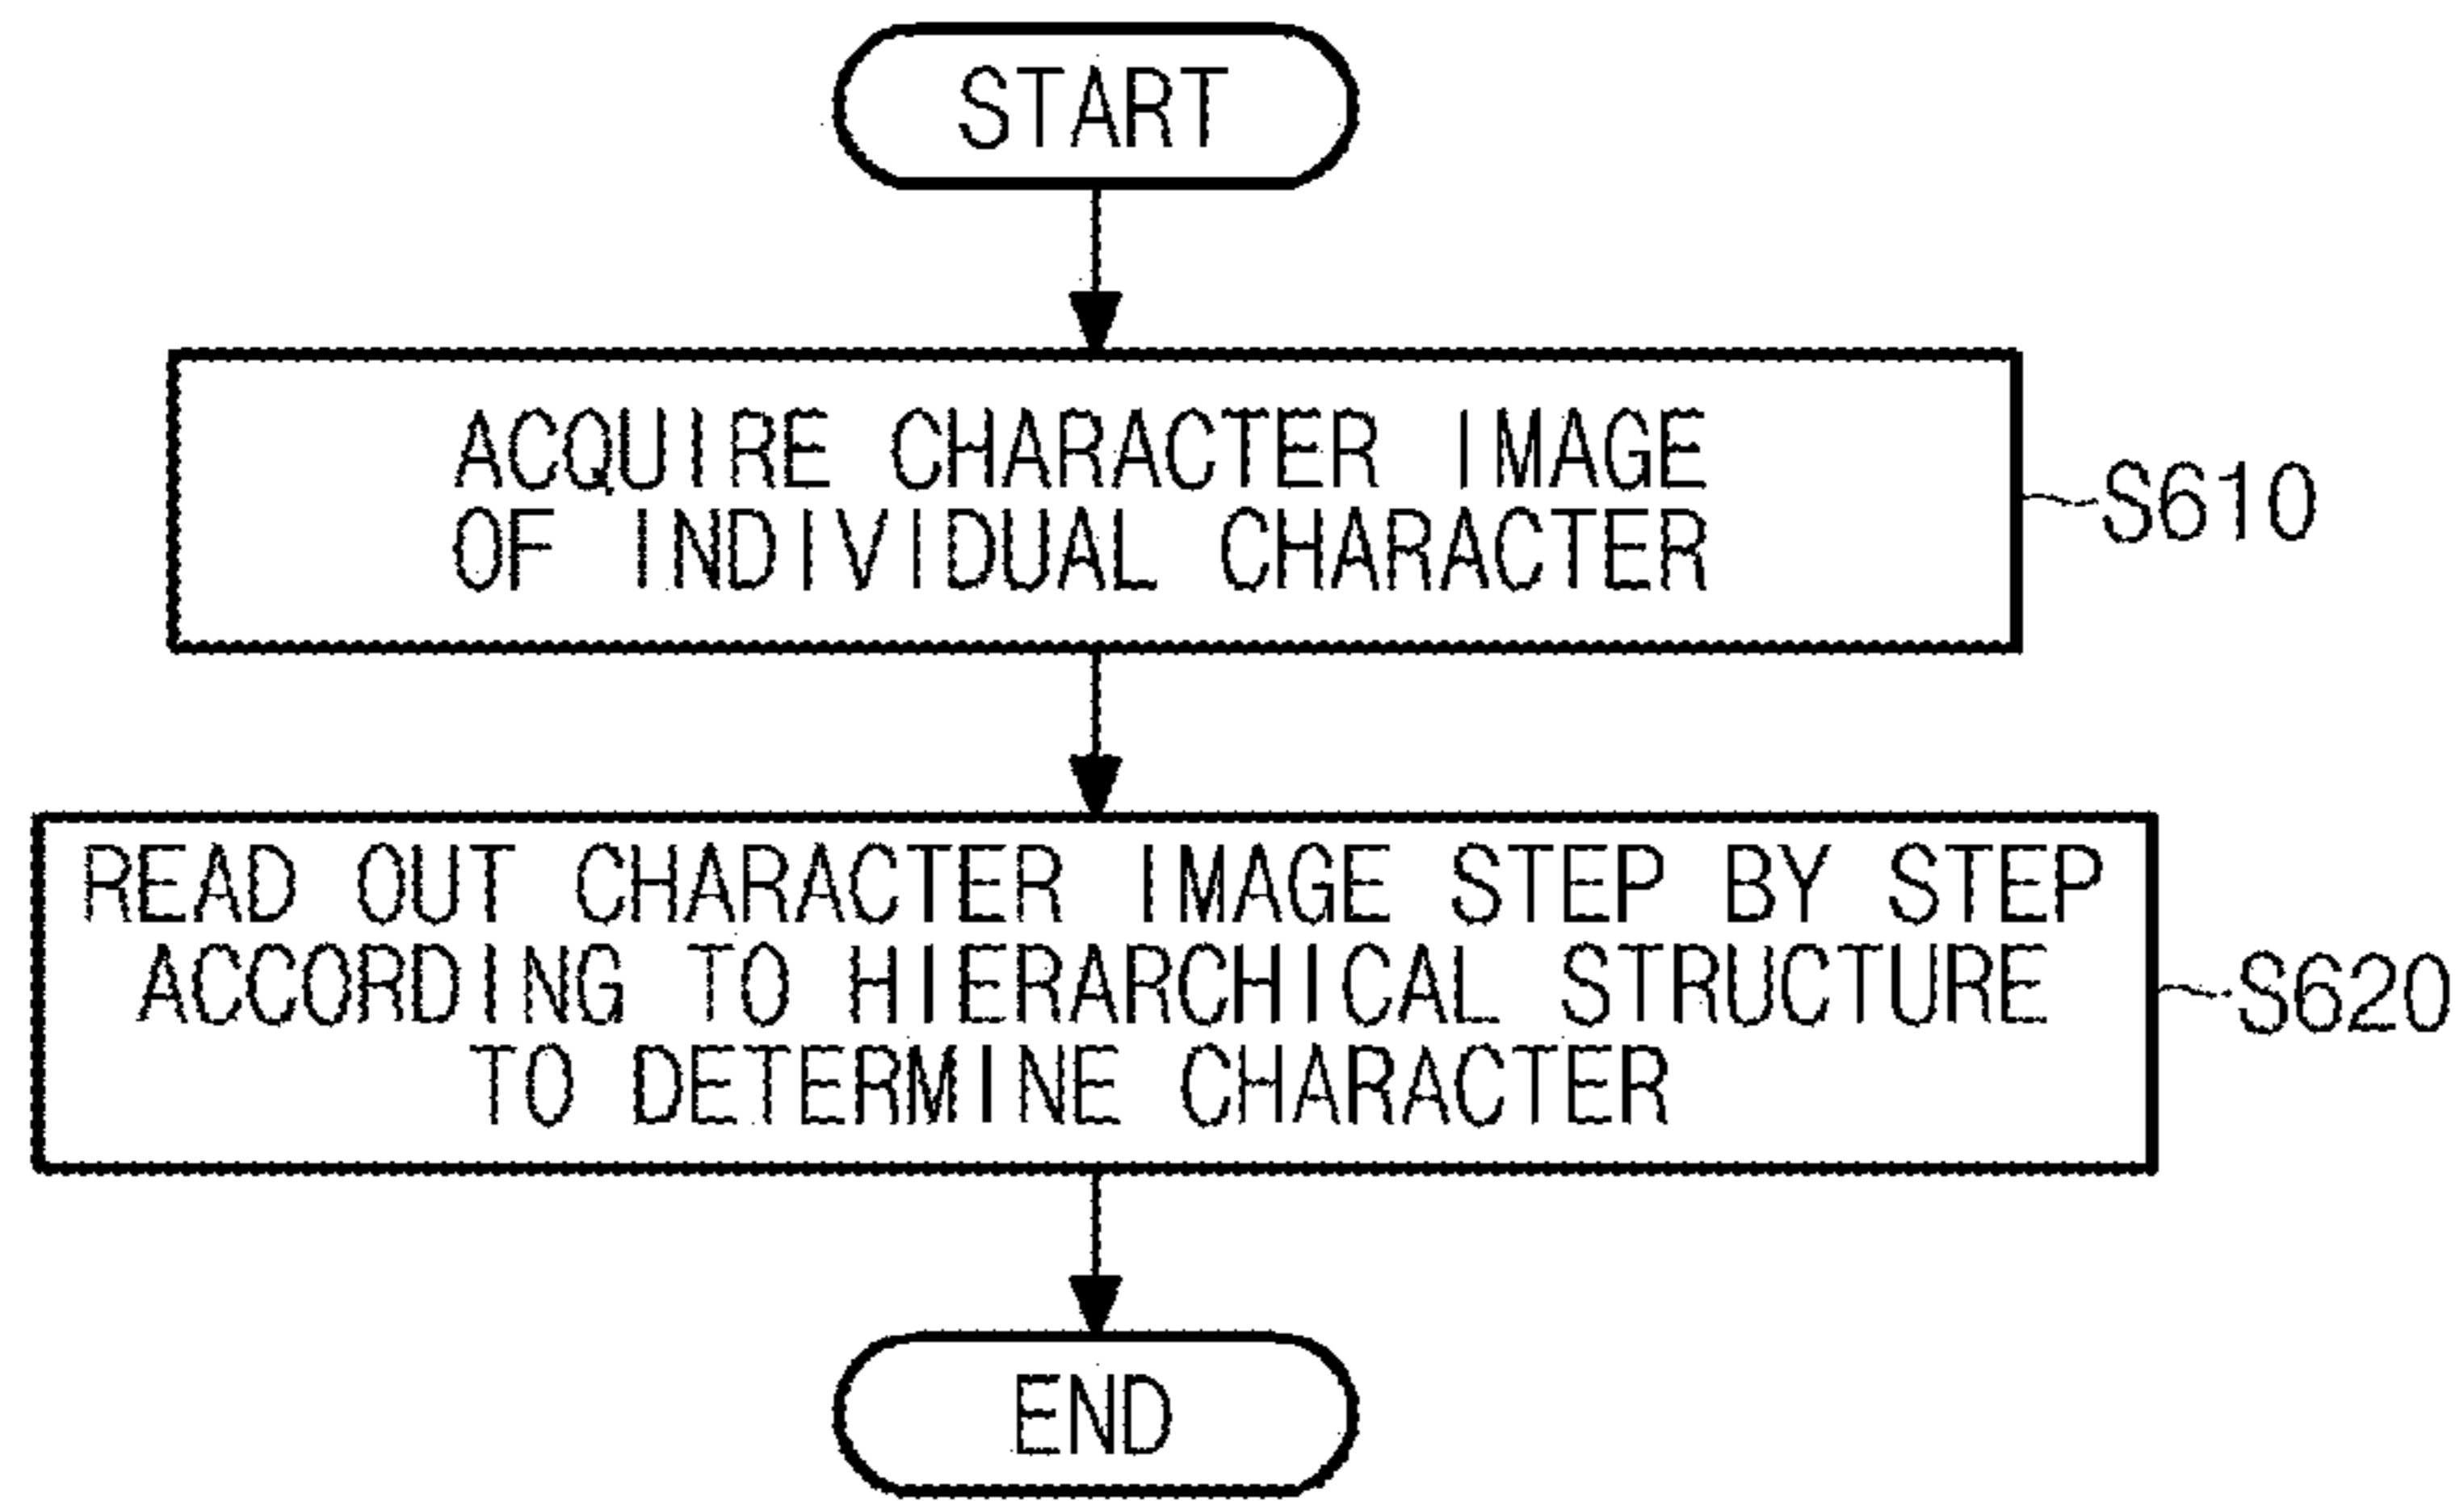 START
ACQUIRE CHARACTER IMAGE
OF INDIVIDUAL CHARACTER
S610
READ OUT CHARACTER IMAGE STEP BY STEP
ACCORDING TO HIERARCHICAL STRUCTURE
TO DETERMINE CHARACTER
S620
END